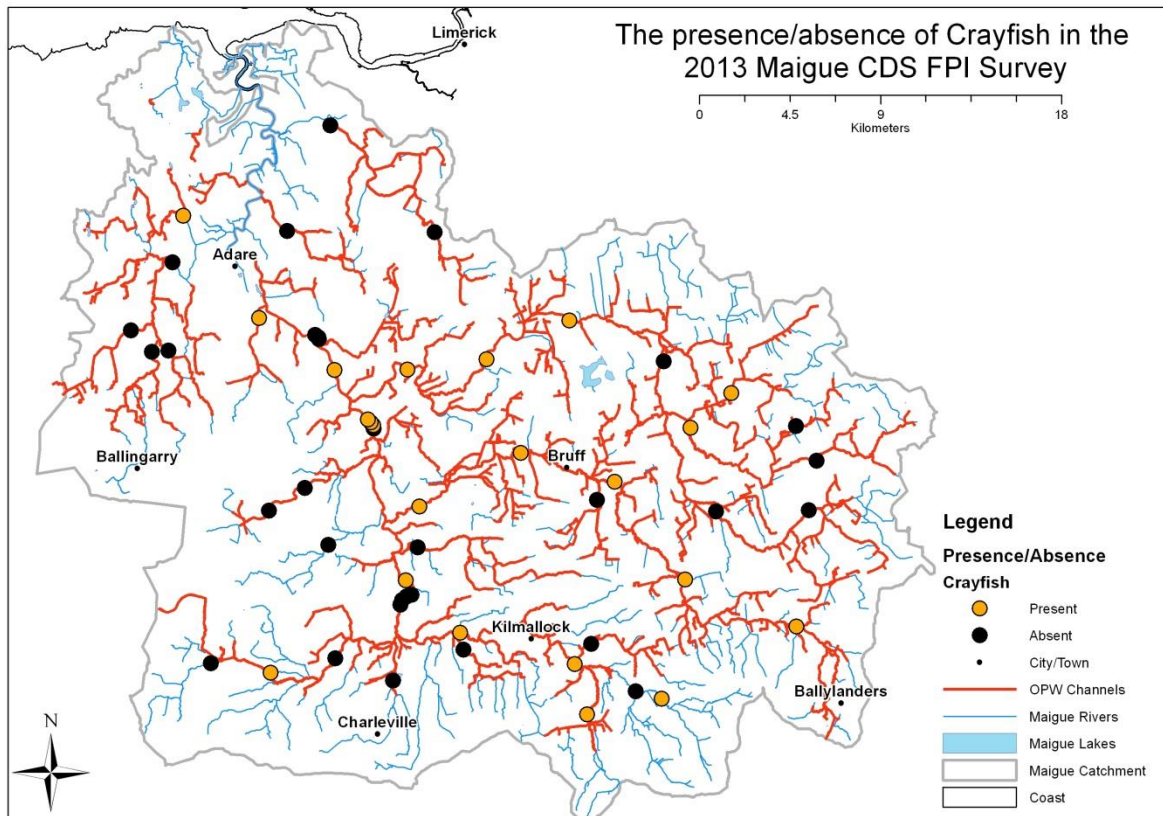 Limerick
The presence/absence of Crayfish in the
2013 Maigue CDS FPI Survey
0 4.5 9 18
Kilometers
Adare
Ballingarry
Bruff
Kilmallock
Charleville
Ballylanders
N
Legend
Presence/Absence
Crayfish
Present
Absent
City/Town
OPW Channels
Maigue Rivers
Maigue Lakes
Maigue Catchment
Coast